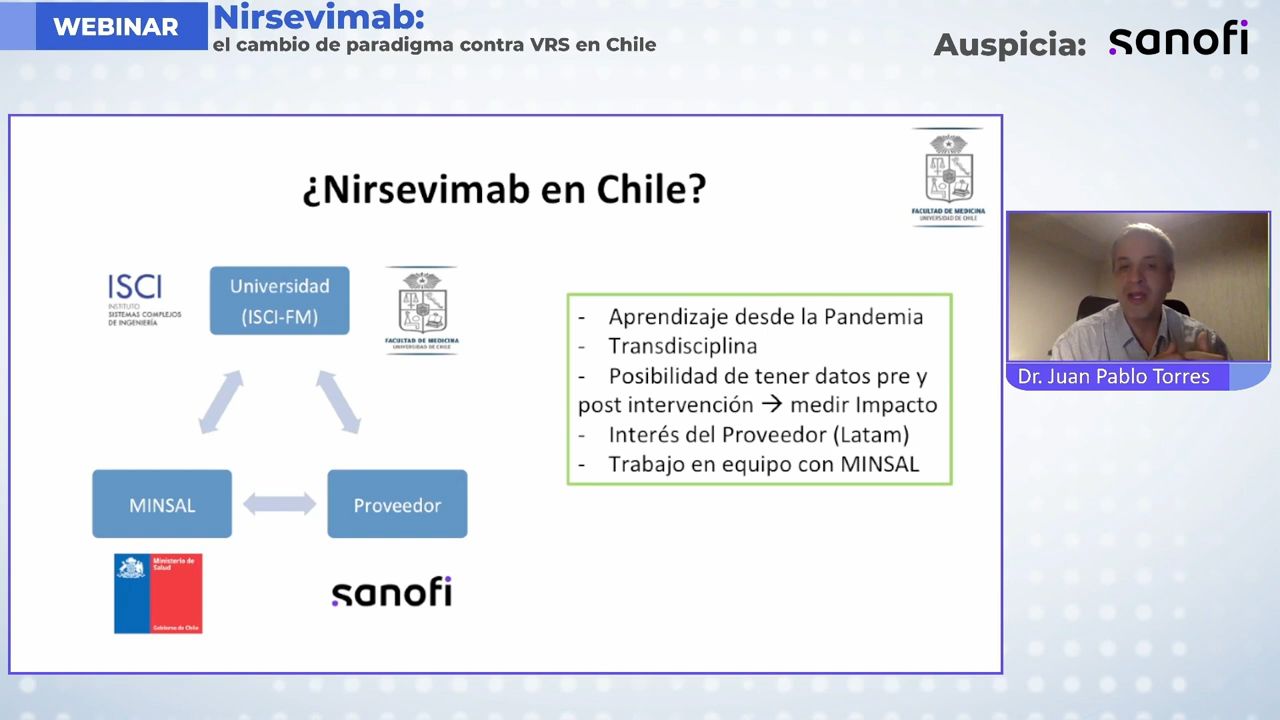 WEBINAR
Nirsevimab:
el cambio de paradigma contra VRS en Chile
Auspicia: sanofi
¿Nirsevimab en Chile?
FACULTAD DE MEDICINA
UNIVERSIDAD DE CHILE
ISCI
INSTITUTO
SISTEMAS COMPLEJOS
DE INGENIERÍA
Universidad
(ISCI-FM)
FACULTAD DE MEDICINA
UNIVERSIDAD DE CHILE
MINSAL
Proveedor
Ministerio de
Salud
Gobierno de Chile
sanofi
- Aprendizaje desde la Pandemia
- Transdisciplina
- Posibilidad de tener datos pre y
post intervención → medir Impacto
- Interés del Proveedor (Latam)
- Trabajo en equipo con MINSAL
Dr. Juan Pablo Torres